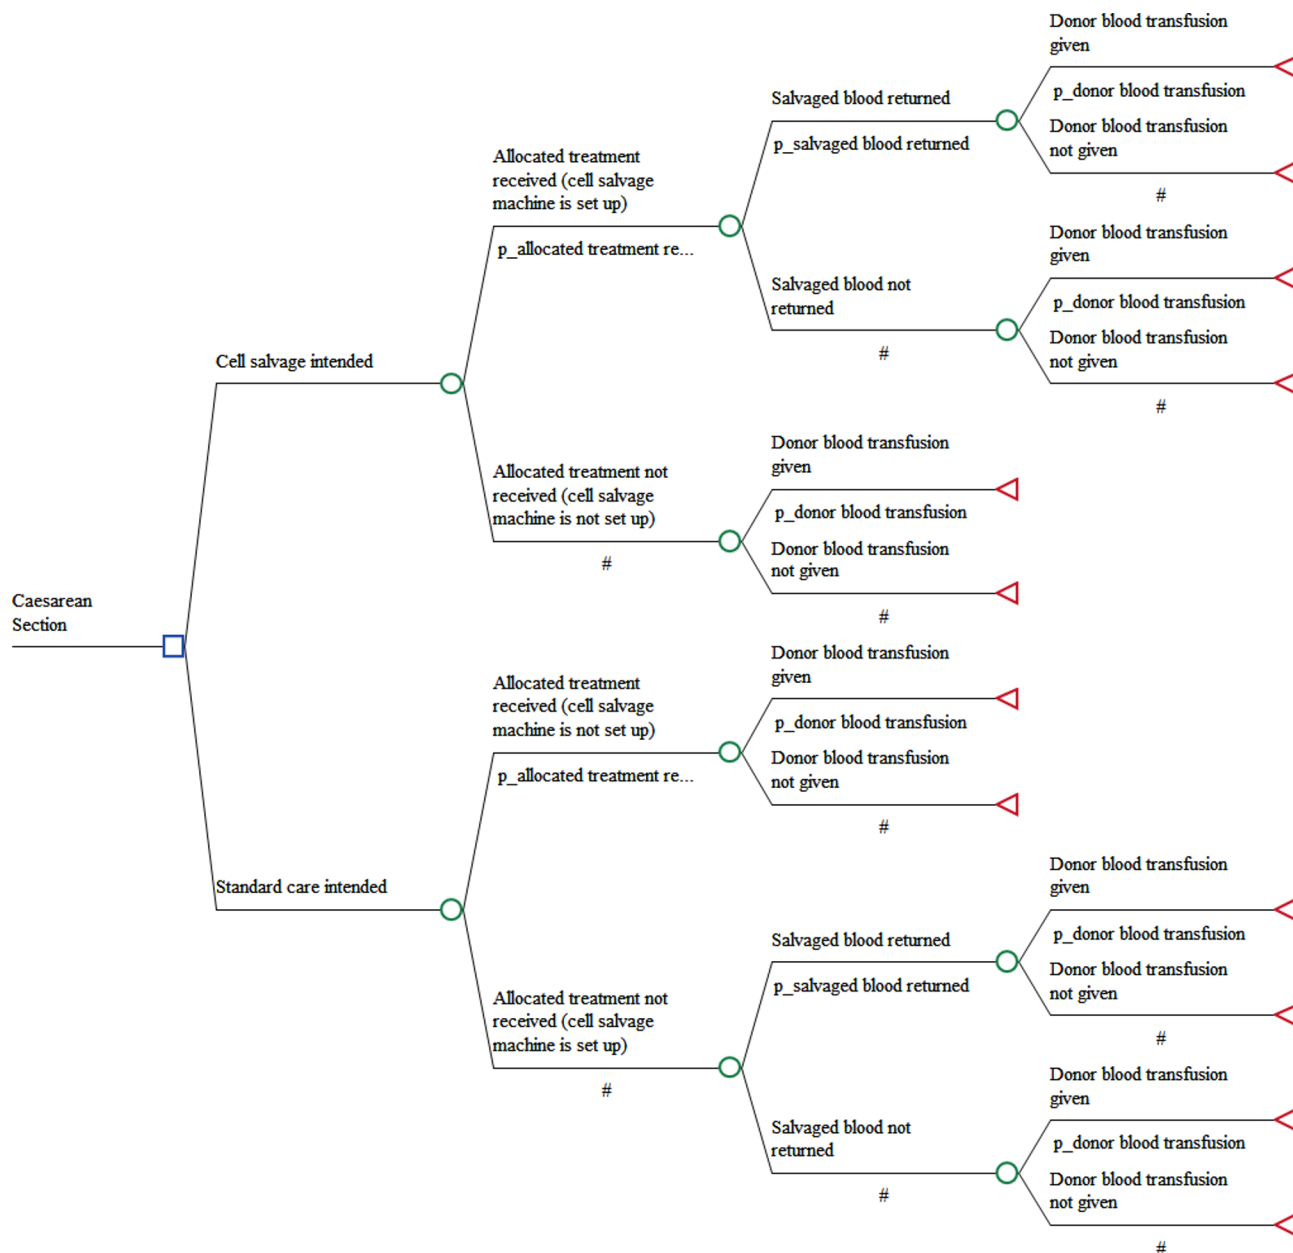 Caesarean
Section
Cell salvage intended
Allocated treatment
received (cell salvage
machine is set up)
p_allocated treatment re...
Salvaged blood returned
p_salvaged blood returned
Donor blood transfusion
given
p_donor blood transfusion
Donor blood transfusion
not given
#
Salvaged blood not
returned
#
Donor blood transfusion
given
p_donor blood transfusion
Donor blood transfusion
not given
#
Allocated treatment not
received (cell salvage
machine is not set up)
#
Donor blood transfusion
given
p_donor blood transfusion
Donor blood transfusion
not given
#
Standard care intended
Allocated treatment
received (cell salvage
machine is not set up)
p_allocated treatment re...
Donor blood transfusion
given
p_donor blood transfusion
Donor blood transfusion
not given
#
Allocated treatment not
received (cell salvage
machine is set up)
#
Salvaged blood returned
p_salvaged blood returned
Donor blood transfusion
given
p_donor blood transfusion
Donor blood transfusion
not given
#
Salvaged blood not
returned
#
Donor blood transfusion
given
p_donor blood transfusion
Donor blood transfusion
not given
#